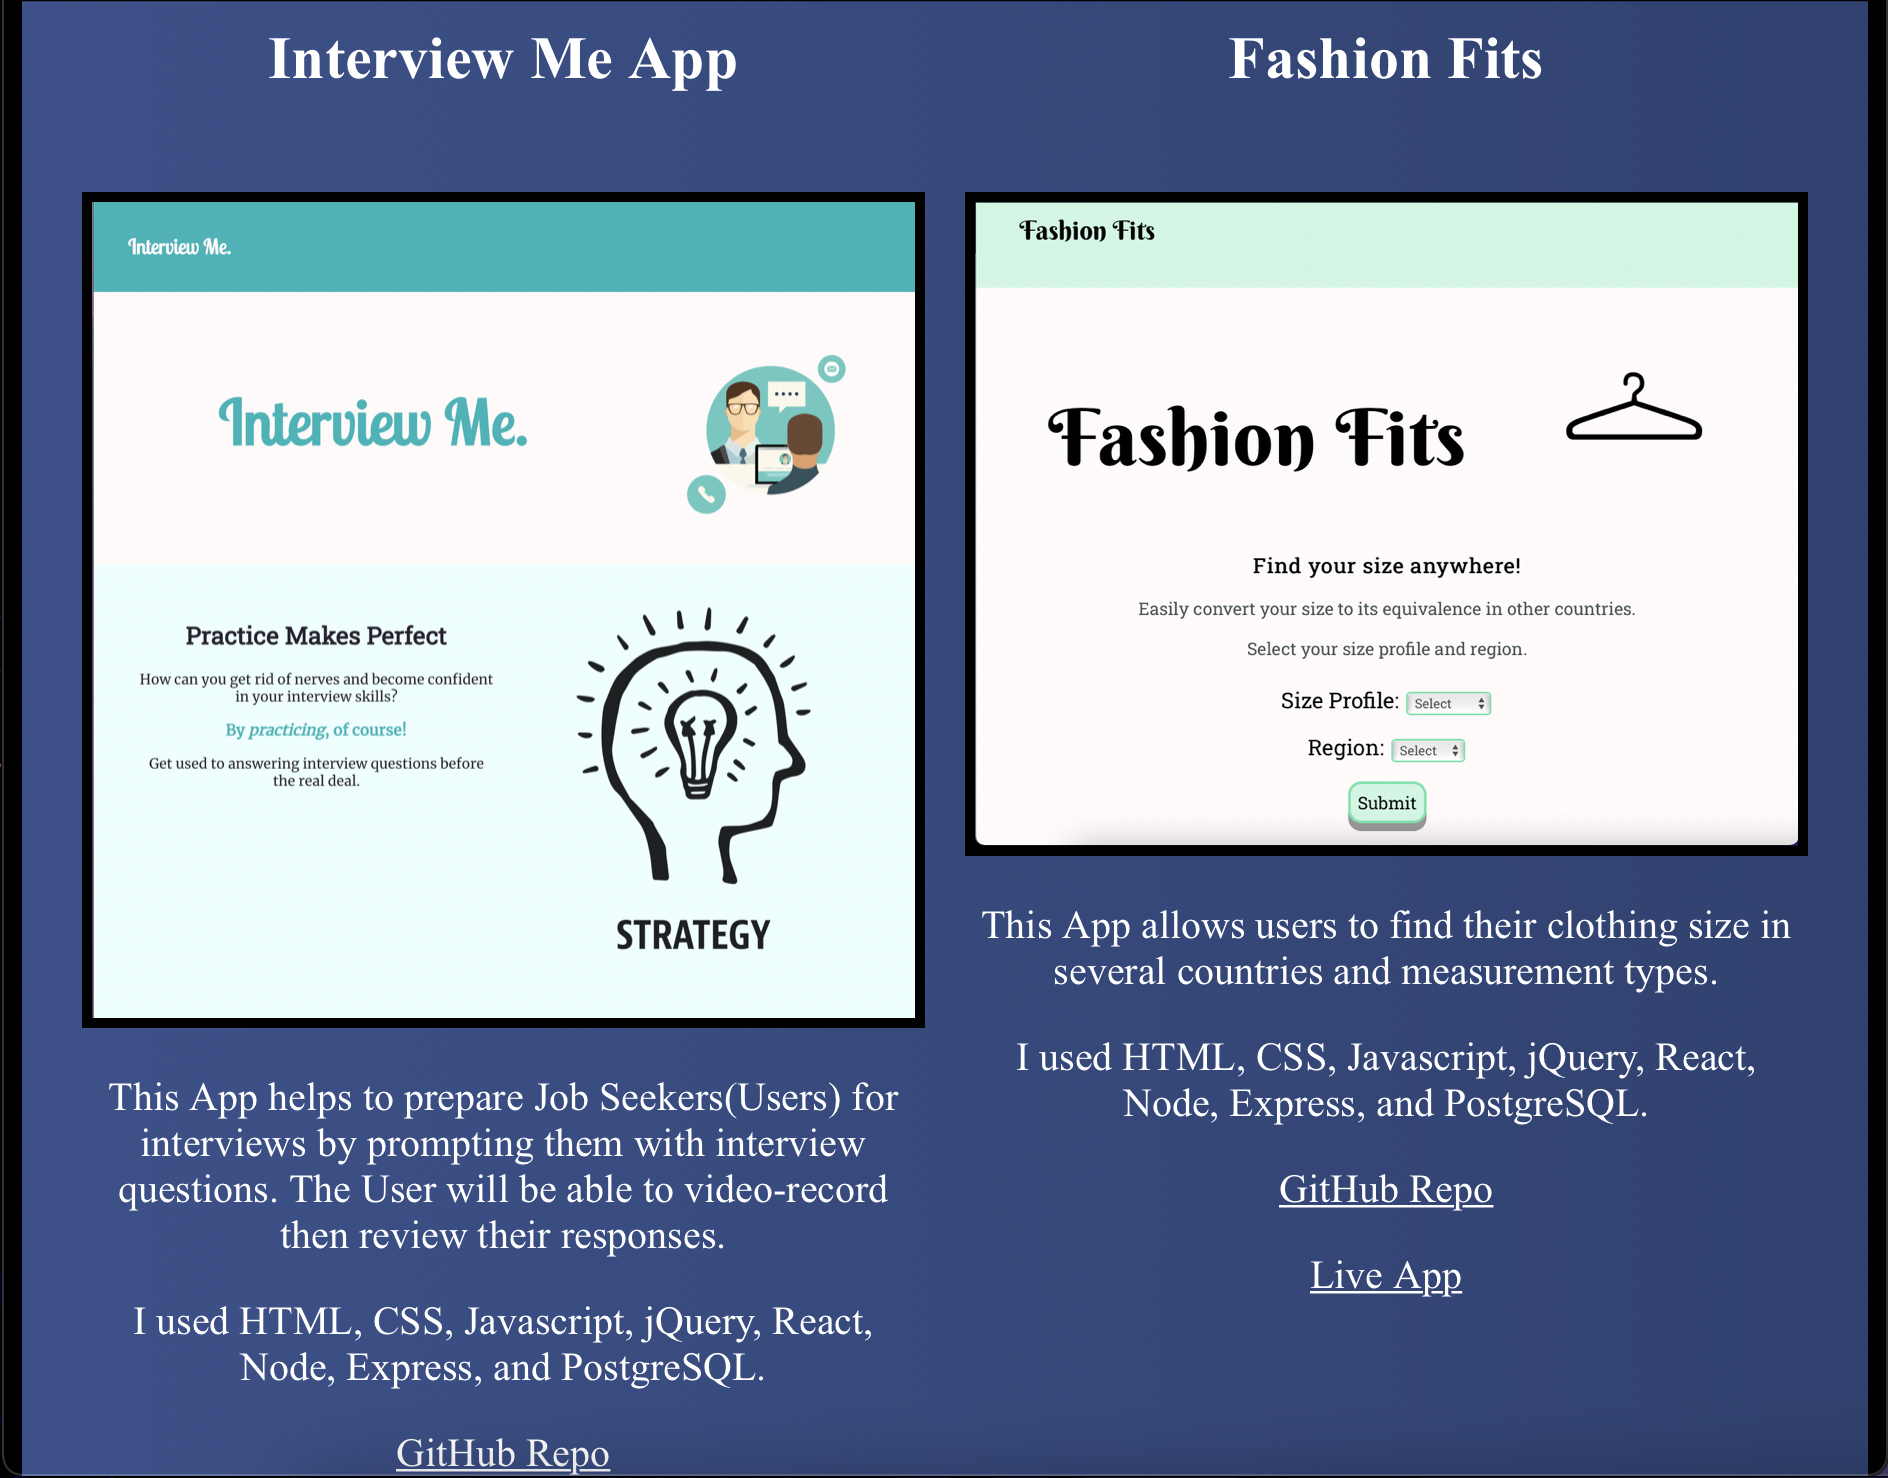 Interview Me App
Interview Me.
Interview Me.
Practice Makes Perfect
How can you get rid of nerves and become confident
in your interview skills?
By practicing, of course!
Get used to answering interview questions before
the real deal.
STRATEGY
This App helps to prepare Job Seekers(Users) for
interviews by prompting them with interview
questions. The User will be able to video-record
then review their responses.
I used HTML, CSS, Javascript, jQuery, React,
Node, Express, and PostgreSQL.
GitHub Repo
Fashion Fits
Fashion Fits
Fashion Fits
Find your size anywhere!
Easily convert your size to its equivalence in other countries.
Select your size profile and region.
Size Profile: Select
Region: Select
Submit
This App allows users to find their clothing size in
several countries and measurement types.
I used HTML, CSS, Javascript, jQuery, React,
Node, Express, and PostgreSQL.
GitHub Repo
Live App